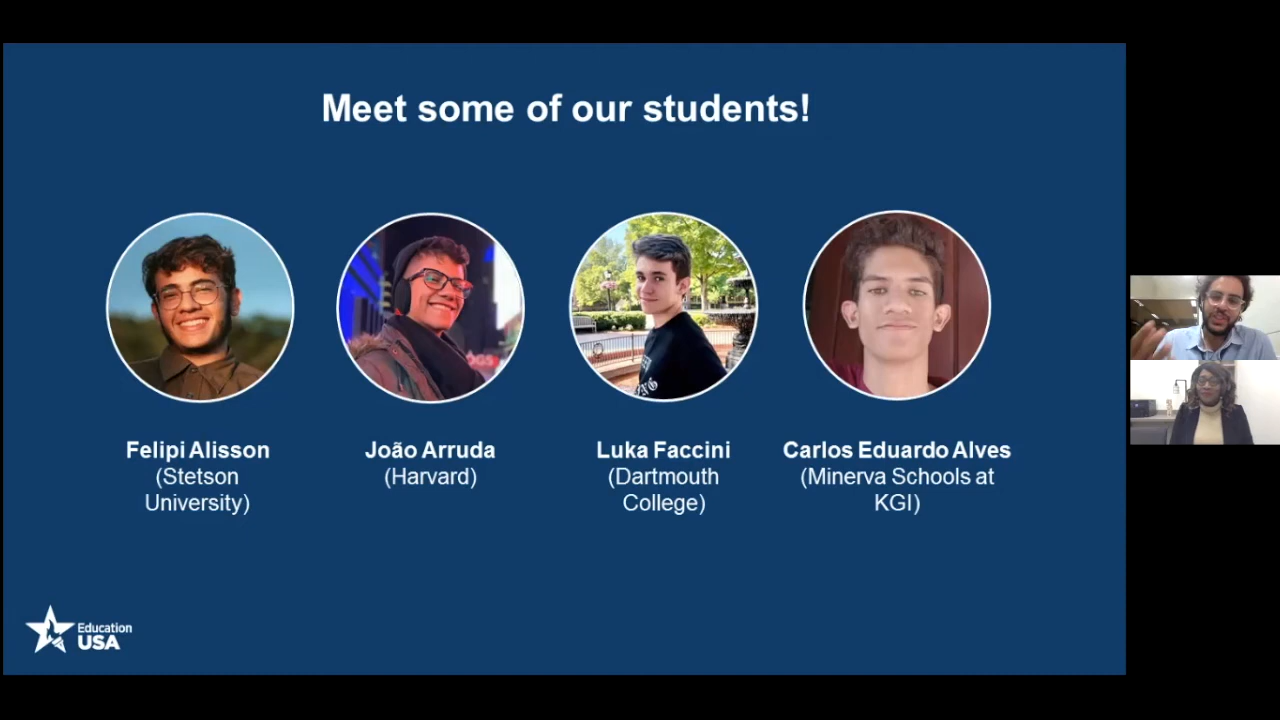 Meet some of our students!
Felipi Alisson
(Stetson
University)
João Arruda
(Harvard)
Luka Faccini
(Dartmouth
College)
Carlos Eduardo Alves
(Minerva Schools at
KGI)
Education
USA